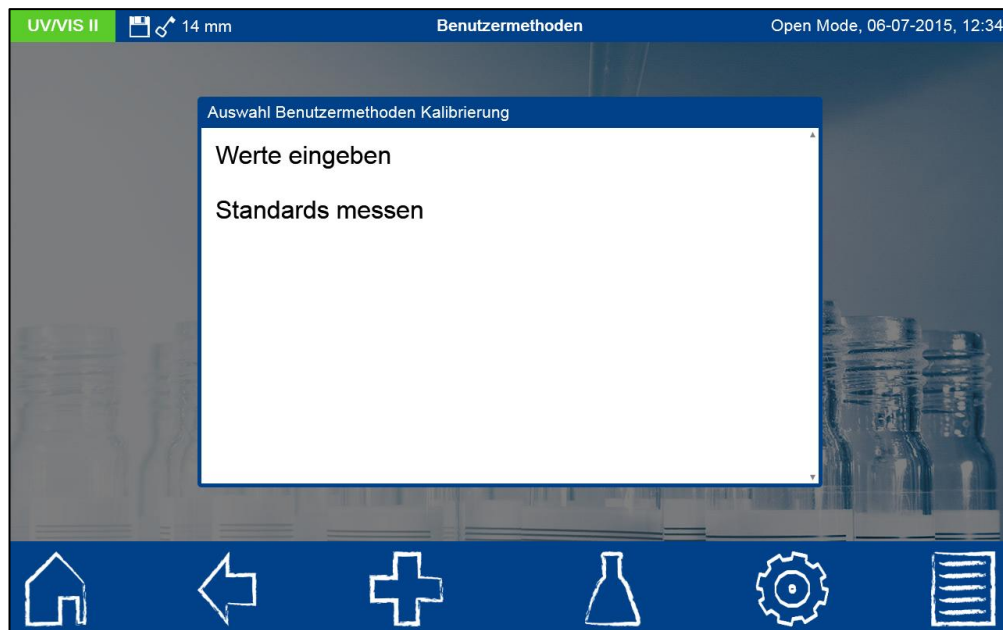 UV/VIS II 14 mm Benutzermethoden Open Mode, 06-07-2015, 12:34
Auswahl Benutzermethoden Kalibrierung
Werte eingeben
Standards messen